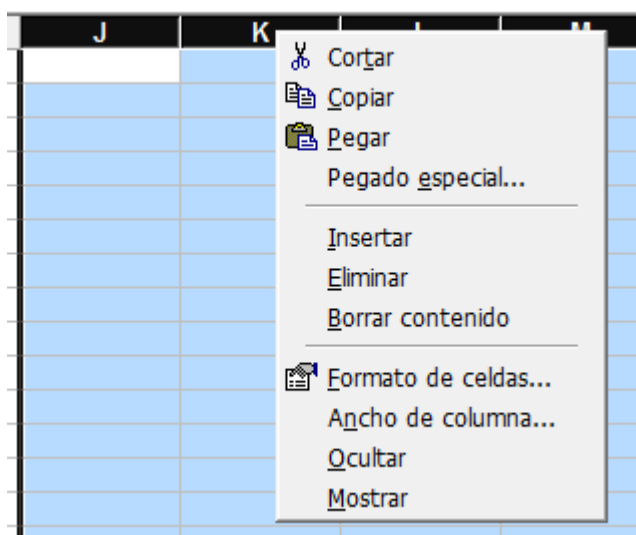 J K
Cortar
Copiar
Pegar
Pegado especial...
Insertar
Eliminar
Borrar contenido
Formato de celdas...
Ancho de columna...
Ocultar
Mostrar